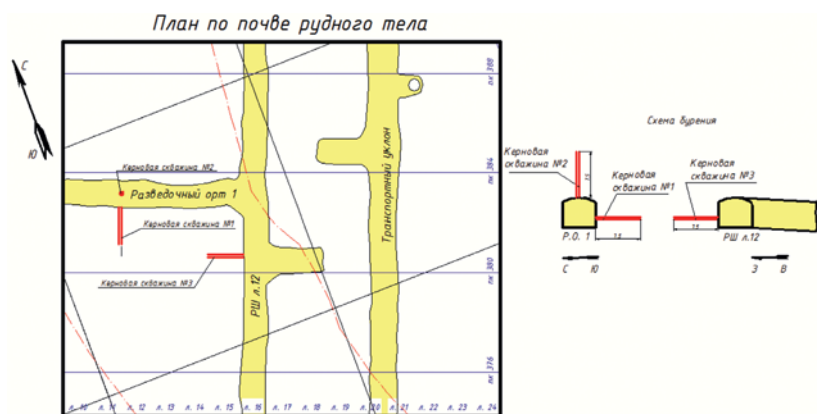 План по почве рудного тела
С
Ю
пк 388
Керновая скважина №2
Разведочный орт 1
Керновая скважина №1
Керновая скважина №3
РШ л.12
Транспортный уклон
пк 384
пк 380
пк 376
л. 10 л. 11 л. 12 л. 13 л. 14 л. 15 л. 16 л. 17 л. 18 л. 19 л. 20 л. 21 л. 22 л. 23 л. 24
Схема бурения
Керновая
скважина №2
Керновая
скважина №1
Керновая
скважина №3
Р.О. 1
РШ л.12
С Ю
З В